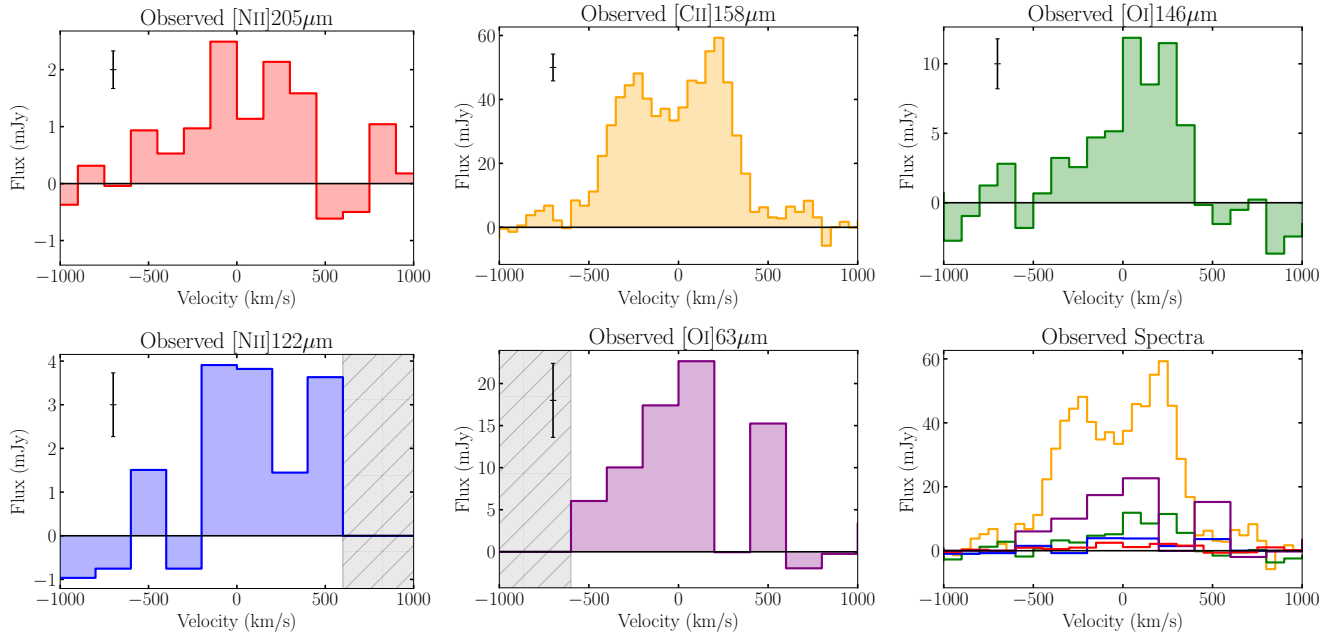 Observed [NII]205μm
Flux (mJy)
2
1
0
−1
−1000 −500 0 500 1000
Velocity (km/s)
Observed [CII]158μm
Flux (mJy)
60
40
20
0
−1000 −500 0 500 1000
Velocity (km/s)
Observed [OI]146μm
Flux (mJy)
10
5
0
−1000 −500 0 500 1000
Velocity (km/s)
Observed [NII]122μm
Flux (mJy)
4
3
2
1
0
−1
−1000 −500 0 500 1000
Velocity (km/s)
Observed [OI]63μm
Flux (mJy)
20
15
10
5
0
−1000 −500 0 500 1000
Velocity (km/s)
Observed Spectra
Flux (mJy)
60
40
20
0
−1000 −500 0 500 1000
Velocity (km/s)